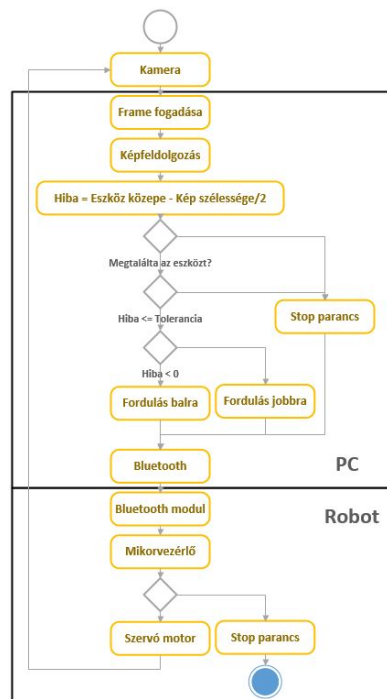 Kamera
Frame fogadása
Képfeldolgozás
Hiba = Eszköz közepe - Kép szélessége/2
Megtalálta az eszközt?
Hiba <= Tolerancia
Stop parancs
Hiba < 0
Fordulás balra
Fordulás jobbra
Bluetooth
PC
Bluetooth modul
Robot
Mikorvezérlő
Szervó motor
Stop parancs